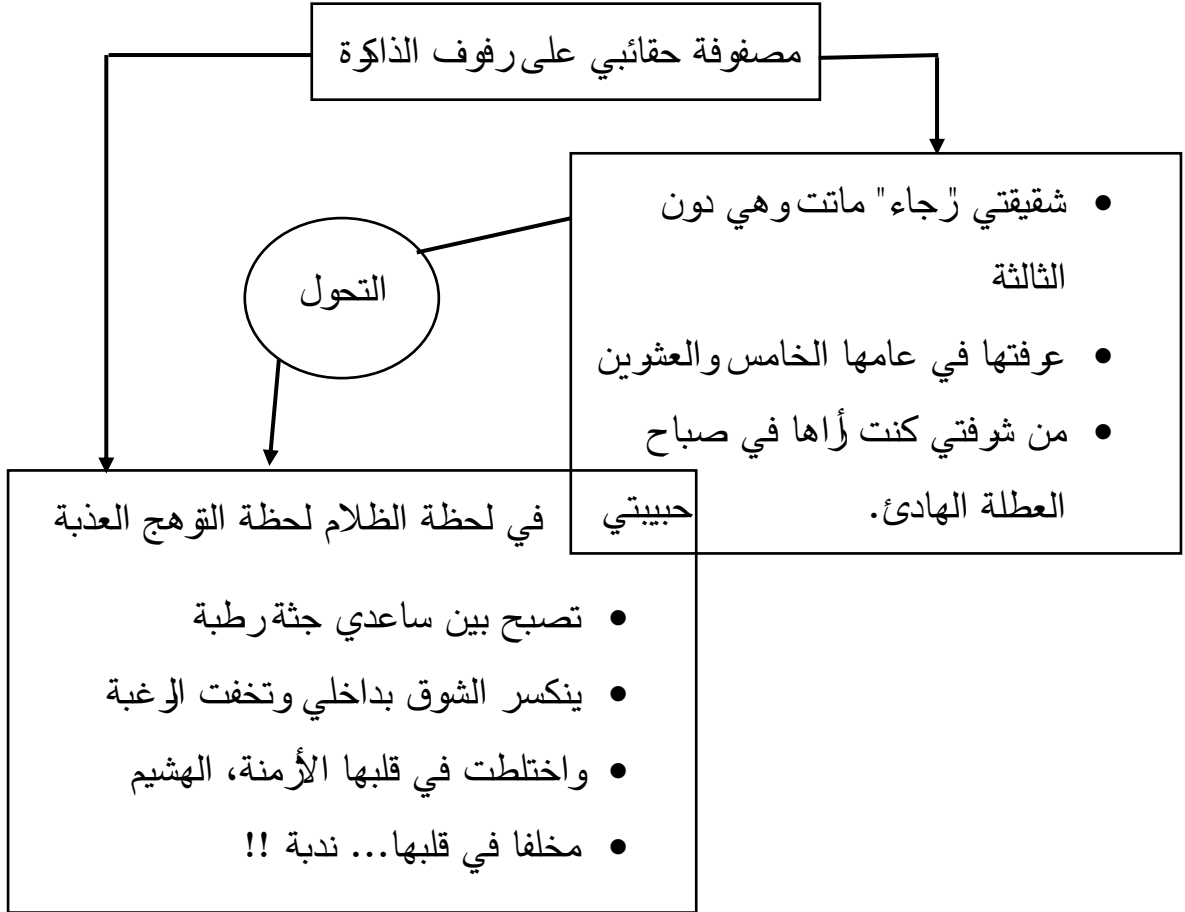 مصفوفة حقائبي على رفوف الذاكرة
شقيقتي "رجاء" ماتت وهي دون
الثالثة
عرفتها في عامها الخامس والعشرين
من شرفتي كنت أراها في صباح
العطلة الهادئ.
التحول
حبيبتي في لحظة الظلام لحظة التوهج العذبة
تصبح بين ساعدي جثة رطبة
ينكسر الشوق بداخلي وتخفت الرغبة
واختلطت في قلبها الأزمنة، الهشيم
مخلفا في قلبها... ندبة !!